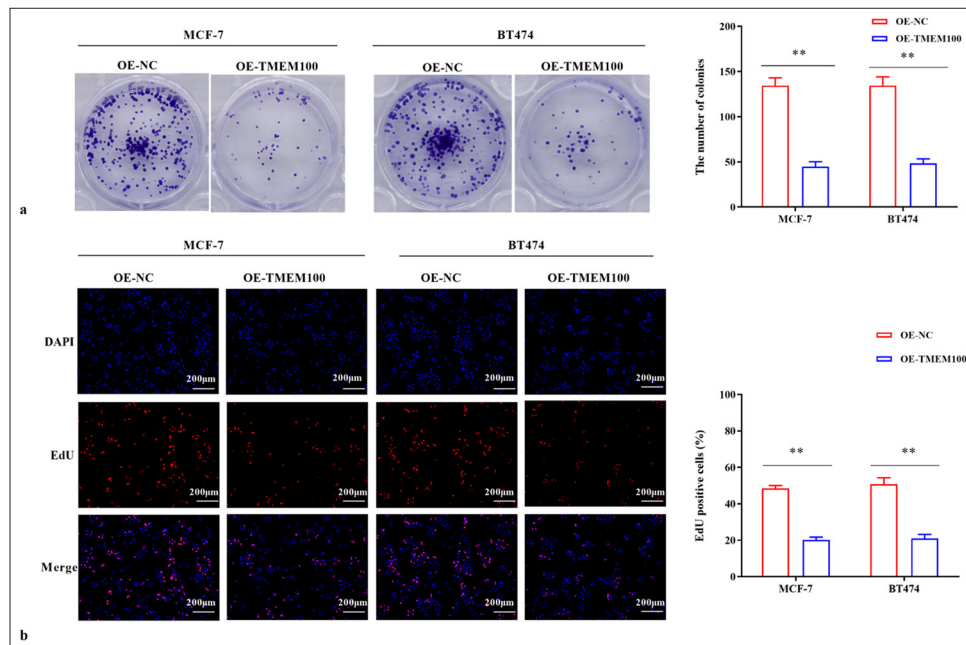 MCF-7
BT474
OE-NC
OE-TMEM100
OE-NC
OE-TMEM100
a
OE-NC
OE-TMEM100
The number of colonies
200
150
100
50
0
**
**
MCF-7
BT474
MCF-7
BT474
OE-NC
OE-TMEM100
OE-NC
OE-TMEM100
DAPI
200μm
200μm
200μm
200μm
EdU
200μm
200μm
200μm
200μm
Merge
200μm
200μm
200μm
200μm
b
OE-NC
OE-TMEM100
EdU positive cells (%)
100
80
60
40
20
0
**
**
MCF-7
BT474